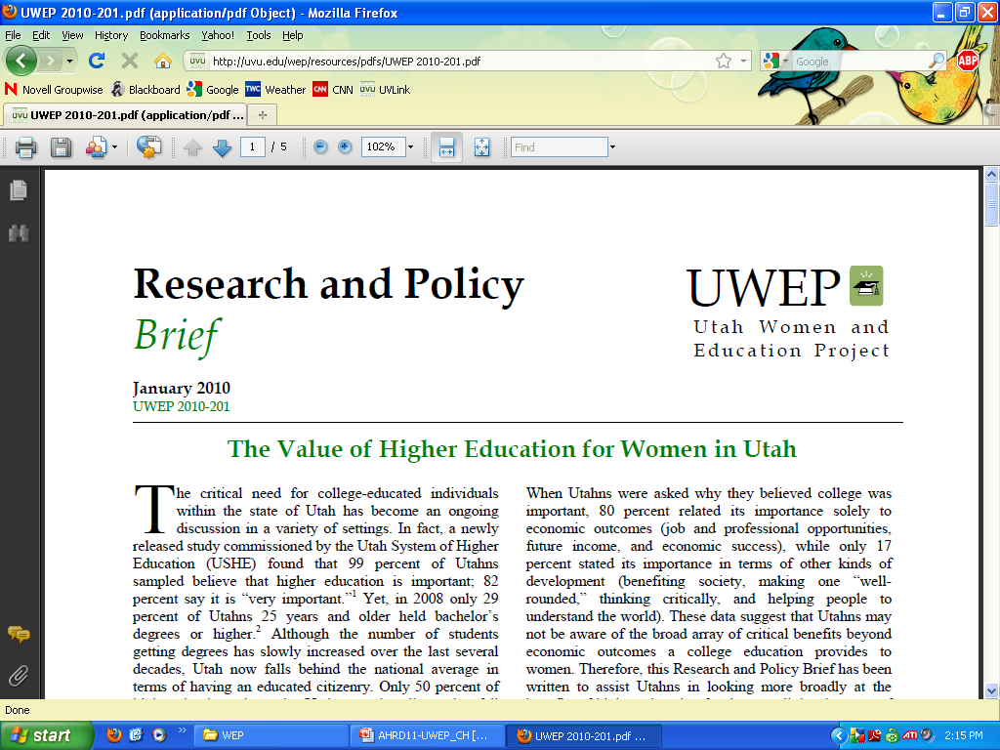 UWEP 2010-201.pdf (application/pdf Object) - Mozilla Firefox
File Edit View History Bookmarks Yahoo! Tools Help
http://uvu.edu/wep/resources/pdfs/UWEP 2010-201.pdf
Google
ABP
Novell Groupwise Blackboard Google TWC Weather CNN CNN UVU UVLink
UVU UWEP 2010-201.pdf (application/pdf ...
1 / 5 102% Find
Research and Policy
Brief
UWEP
Utah Women and
Education Project
January 2010
UWEP 2010-201
The Value of Higher Education for Women in Utah
The critical need for college-educated individuals
within the state of Utah has become an ongoing
discussion in a variety of settings. In fact, a newly
released study commissioned by the Utah System of Higher
Education (USHE) found that 99 percent of Utahns
sampled believe that higher education is important; 82
percent say it is “very important.”1 Yet, in 2008 only 29
percent of Utahns 25 years and older held bachelor’s
degrees or higher.2 Although the number of students
getting degrees has slowly increased over the last several
decades, Utah now falls behind the national average in
terms of having an educated citizenry. Only 50 percent of
When Utahns were asked why they believed college was
important, 80 percent related its importance solely to
economic outcomes (job and professional opportunities,
future income, and economic success), while only 17
percent stated its importance in terms of other kinds of
development (benefiting society, making one “well-
rounded,” thinking critically, and helping people to
understand the world). These data suggest that Utahns may
not be aware of the broad array of critical benefits beyond
economic outcomes a college education provides to
women. Therefore, this Research and Policy Brief has been
written to assist Utahns in looking more broadly at the
Done
start WEP AHRD11-UWEP_CH [... UWEP 2010-201.pdf ... 2:15 PM